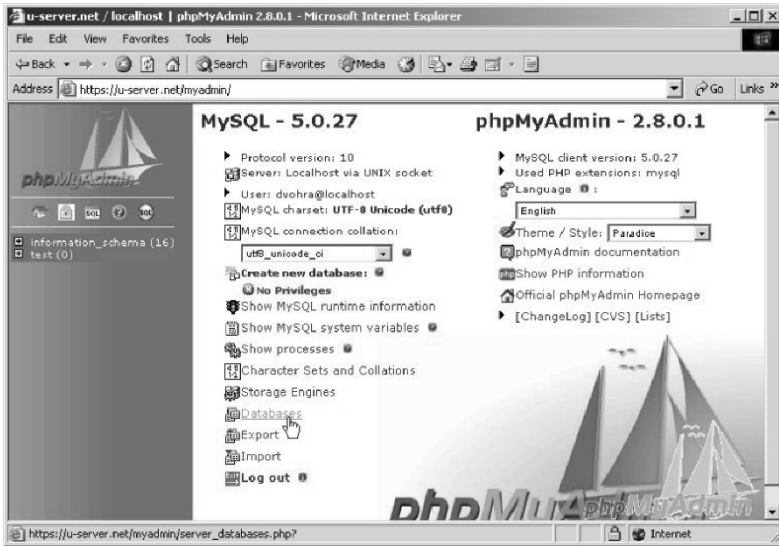 u-server.net / localhost | phpMyAdmin 2.8.0.1 - Microsoft Internet Explorer
File Edit View Favorites Tools Help
Back Search Favorites Media
Address https://u-server.net/myadmin/ Go Links »
phpMyAdmin
SQL
information_schema (16)
test (0)
MySQL - 5.0.27
Protocol version: 10
Server: Localhost via UNIX socket
User: dvohra@localhost
MySQL charset: UTF-8 Unicode (utf8)
MySQL connection collation:
utf8_unicode_ci
Create new database:
No Privileges
Show MySQL runtime information
Show MySQL system variables
Show processes
Character Sets and Collations
Storage Engines
Databases
Export
Import
Log out
phpMyAdmin - 2.8.0.1
MySQL client version: 5.0.27
Used PHP extensions: mysql
Language :
English
Theme / Style: Paradice
phpMyAdmin documentation
Show PHP information
Official phpMyAdmin Homepage
[ChangeLog] [CVS] [Lists]
phpMyAdmin
phpMyAdmin
https://u-server.net/myadmin/server_databases.php? Internet